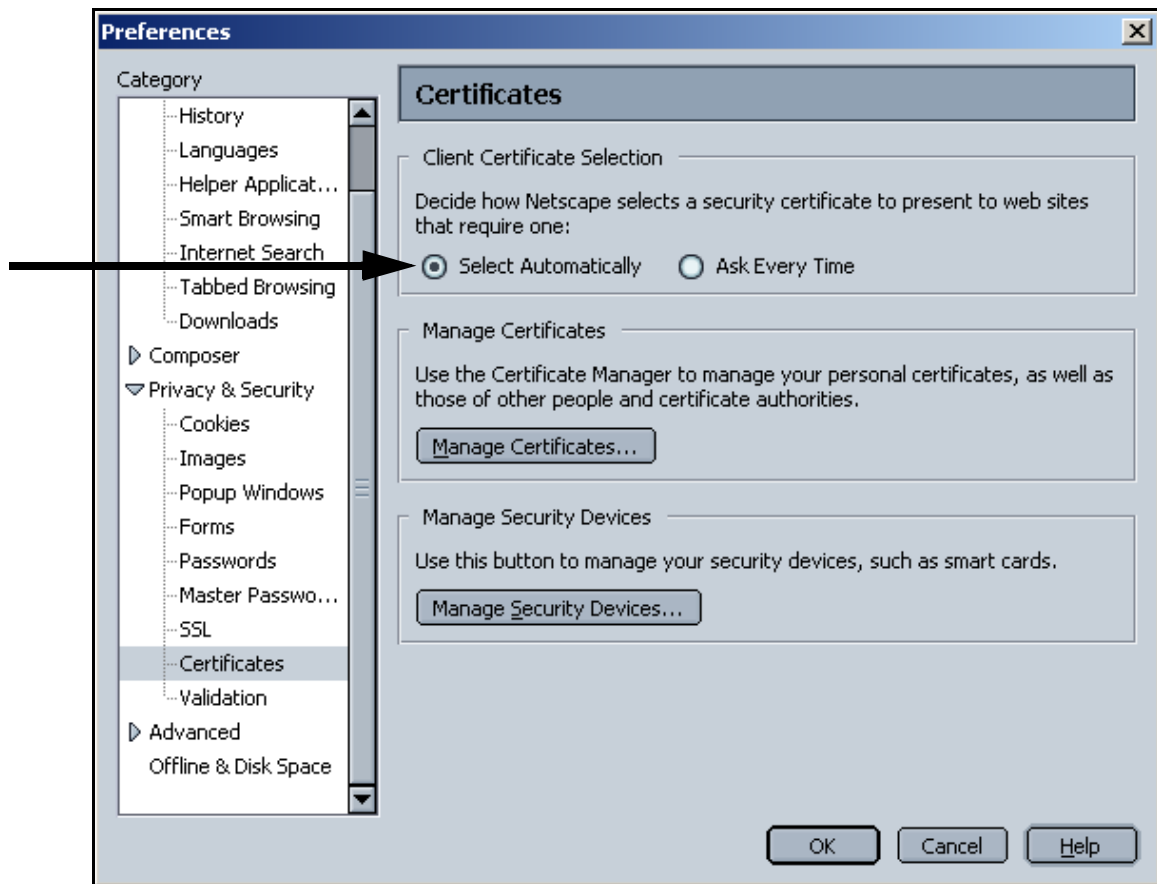 Preferences
Category
History
Languages
Helper Applicat...
Smart Browsing
Internet Search
Tabbed Browsing
Downloads
Composer
Privacy & Security
Cookies
Images
Popup Windows
Forms
Passwords
Master Passwo...
SSL
Certificates
Validation
Advanced
Offline & Disk Space
Certificates
Client Certificate Selection
Decide how Netscape selects a security certificate to present to web sites
that require one:
Select Automatically
Ask Every Time
Manage Certificates
Use the Certificate Manager to manage your personal certificates, as well as
those of other people and certificate authorities.
Manage Certificates...
Manage Security Devices
Use this button to manage your security devices, such as smart cards.
Manage Security Devices...
OK
Cancel
Help